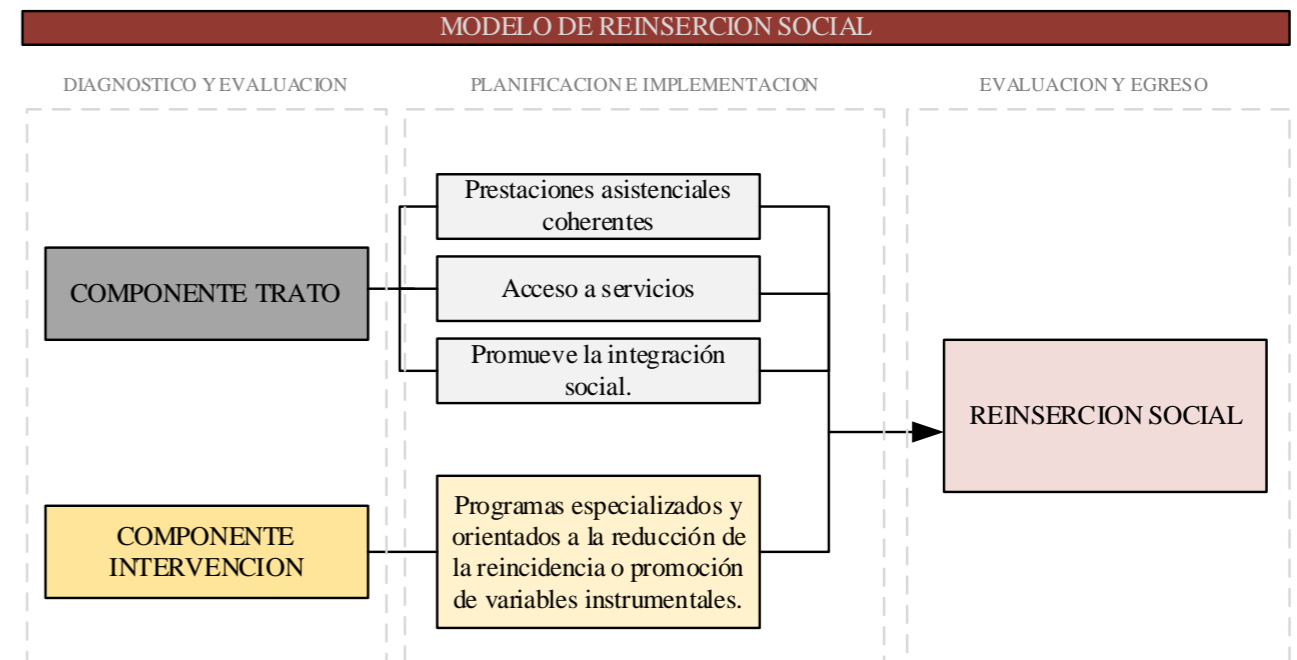 MODELO DE REINSERCION SOCIAL
DIAGNOSTICO Y EVALUACION
PLANIFICACION E IMPLEMENTACION
EVALUACION Y EGRESO
COMPONENTE TRATO
Prestaciones asistenciales
coherentes
Acceso a servicios
Promueve la integración
social.
COMPONENTE
INTERVENCION
Programas especializados y
orientados a la reducción de
la reincidencia o promoción
de variables instrumentales.
REINSERCION SOCIAL